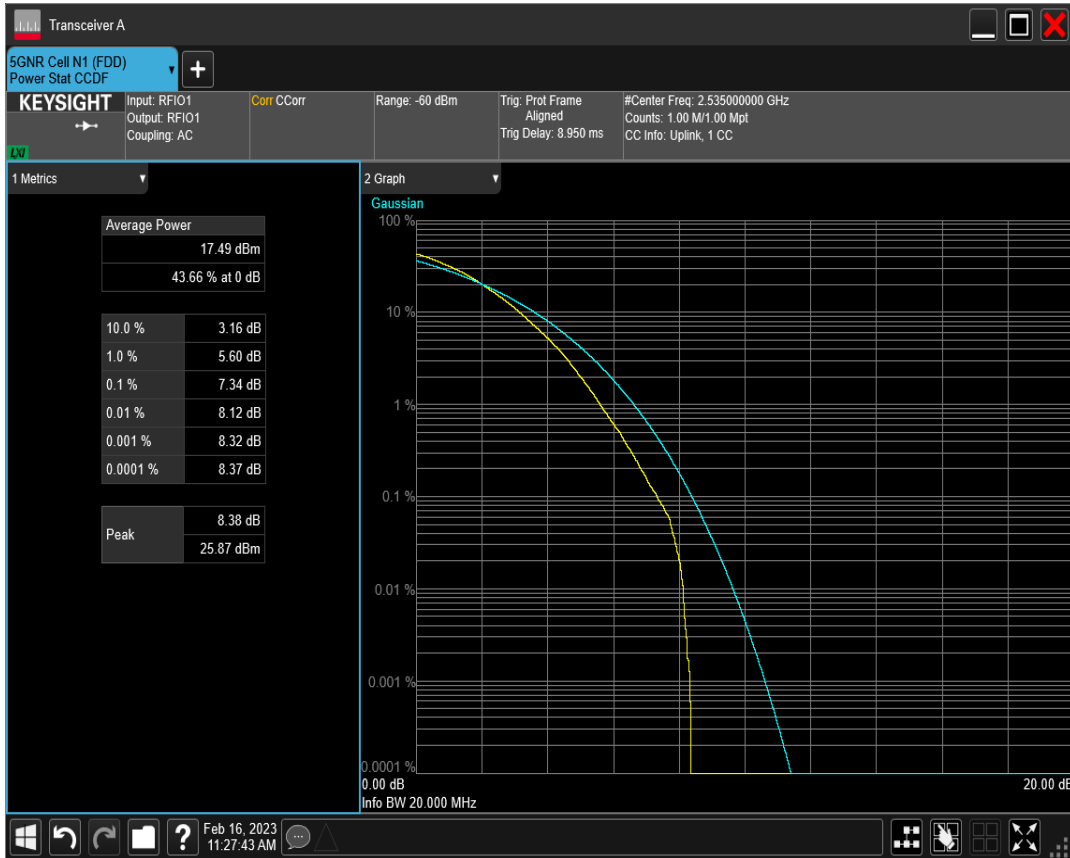 Transceiver A
5GNR Cell N1 (FDD)
Power Stat CCDF
+
KEYSIGHT
LXI
Input: RFIO1
Output: RFIO1
Coupling: AC
Corr CCorr
Range: -60 dBm
Trig: Prot Frame
Aligned
Trig Delay: 8.950 ms
#Center Freq: 2.535000000 GHz
Counts: 1.00 M/1.00 Mpt
CC Info: Uplink, 1 CC
1 Metrics
Average Power
17.49 dBm
43.66 % at 0 dB
10.0 % 3.16 dB
1.0 % 5.60 dB
0.1 % 7.34 dB
0.01 % 8.12 dB
0.001 % 8.32 dB
0.0001 % 8.37 dB
Peak
8.38 dB
25.87 dBm
2 Graph
Gaussian
100 %
10 %
1 %
0.1 %
0.01 %
0.001 %
0.0001 %
0.00 dB 20.00 dB
Info BW 20.000 MHz
?
Feb 16, 2023
11:27:43 AM